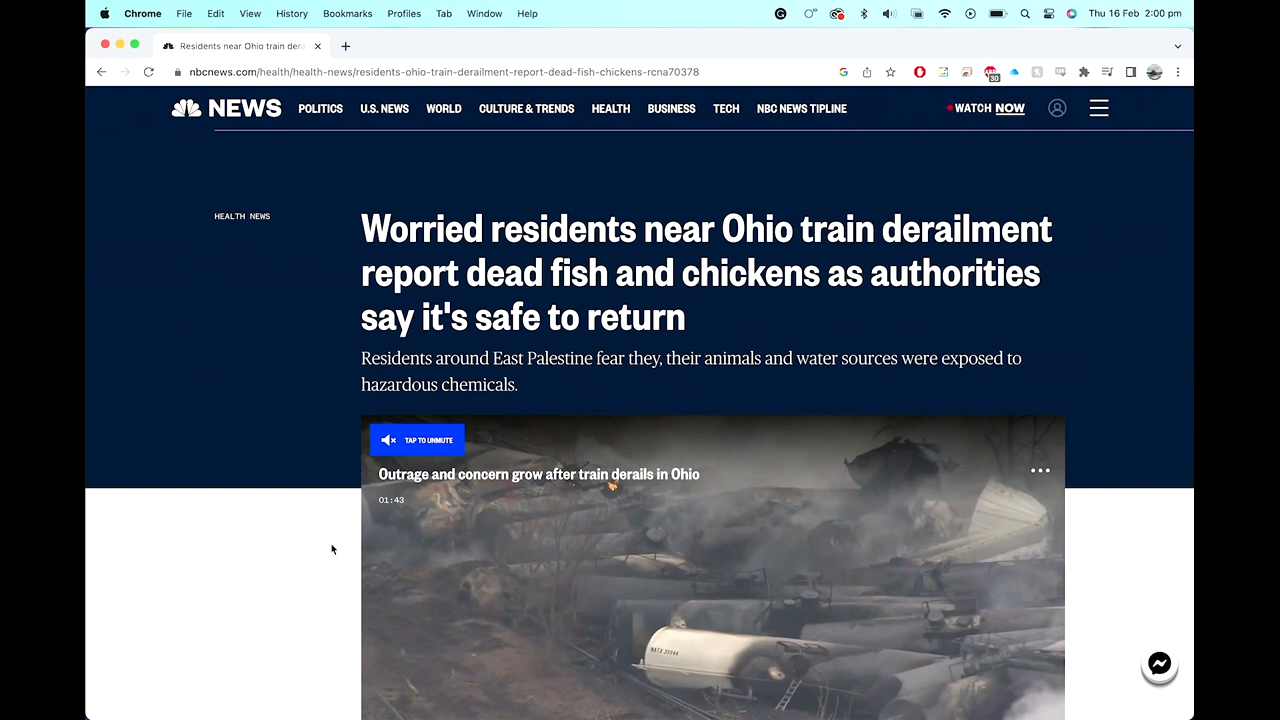 Chrome File Edit View History Bookmarks Profiles Tab Window Help Thu 16 Feb 2:00 pm
Residents near Ohio train dera
nbcnews.com/health/health-news/residents-ohio-train-derailment-report-dead-fish-chickens-rcna70378
30
NEWS POLITICS U.S. NEWS WORLD CULTURE & TRENDS HEALTH BUSINESS TECH NBC NEWS TIPLINE WATCH NOW
HEALTH NEWS
Worried residents near Ohio train derailment
report dead fish and chickens as authorities
say it's safe to return
Residents around East Palestine fear they, their animals and water sources were exposed to
hazardous chemicals.
TAP TO UNMUTE
Outrage and concern grow after train derails in Ohio
01:43